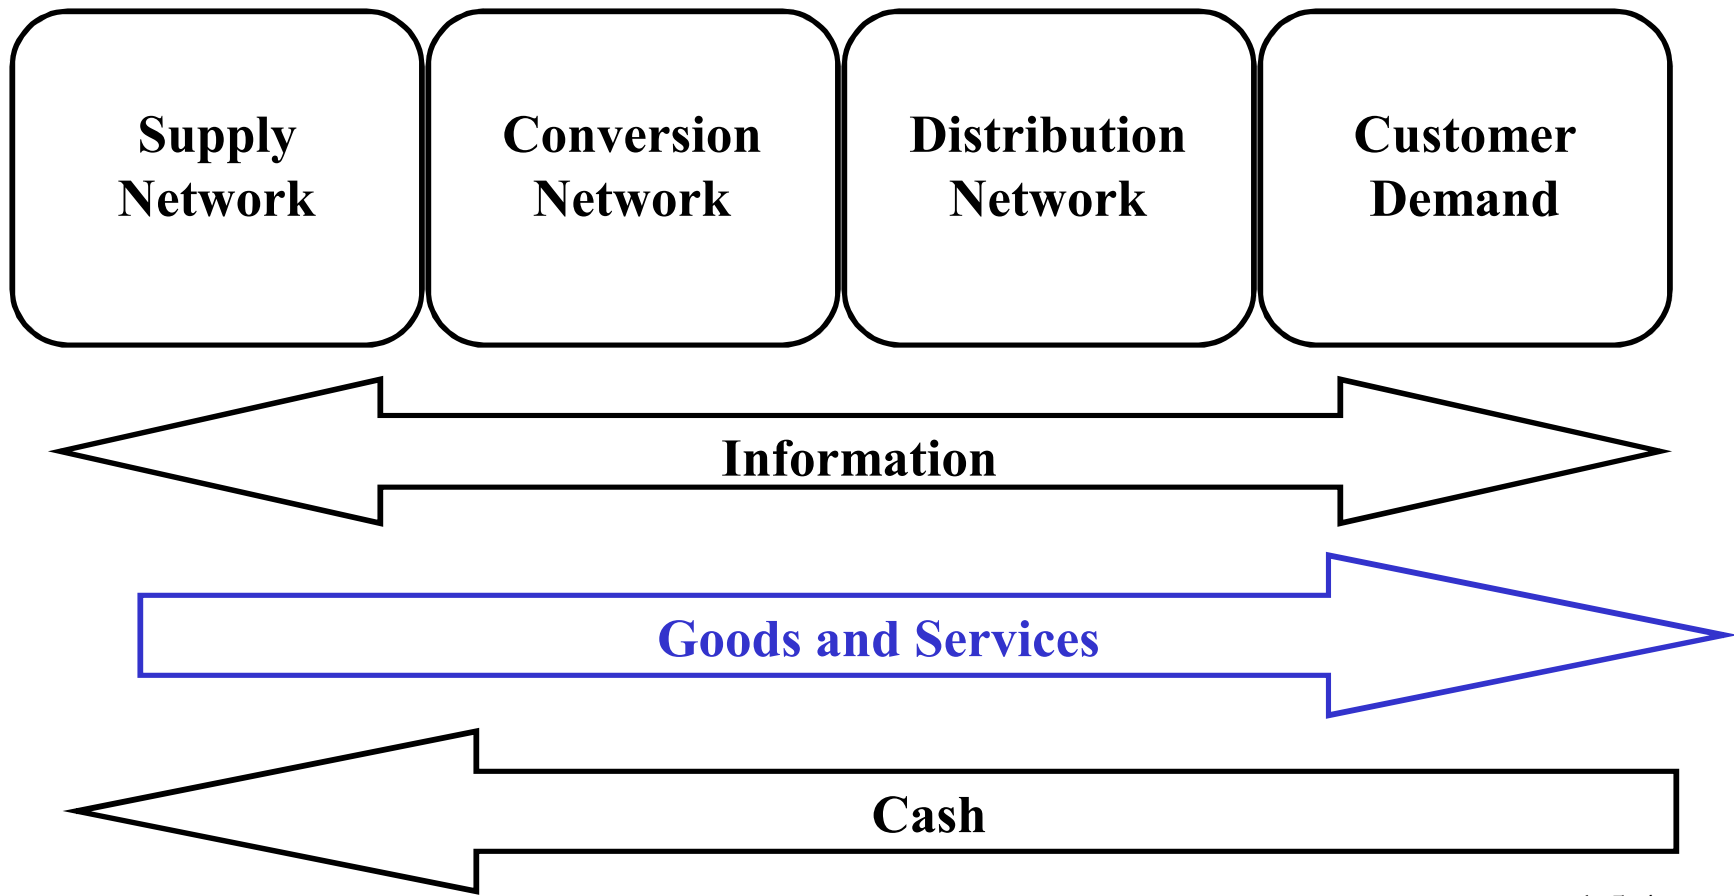 Supply
Network
Conversion
Network
Distribution
Network
Customer
Demand
Information
Goods and Services
Cash